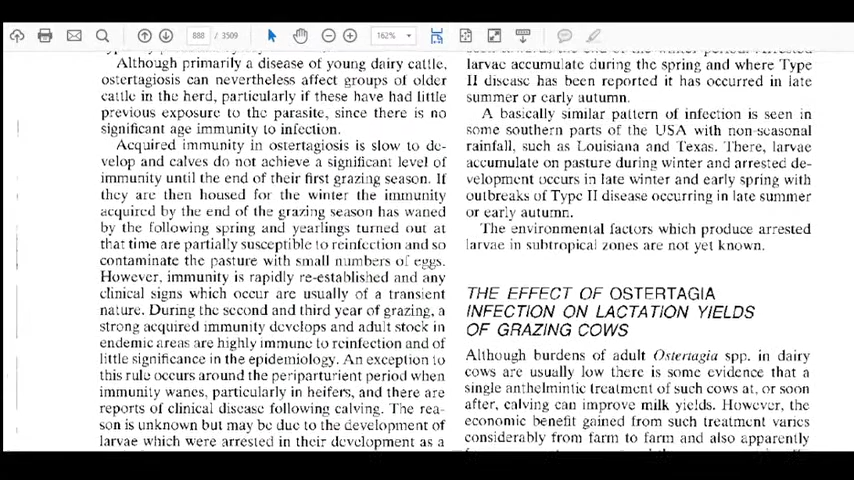 888 / 3509
162%
Although primarily a disease of young dairy cattle,
ostertagiosis can nevertheless affect groups of older
cattle in the herd, particularly if these have had little
previous exposure to the parasite, since there is no
significant age immunity to infection.
Acquired immunity in ostertagiosis is slow to de-
velop and calves do not achieve a significant level of
immunity until the end of their first grazing season. If
they are then housed for the winter the immunity
acquired by the end of the grazing season has waned
by the following spring and yearlings turned out at
that time are partially susceptible to reinfection and so
contaminate the pasture with small numbers of eggs.
However, immunity is rapidly re-established and any
clinical signs which occur are usually of a transient
nature. During the second and third year of grazing, a
strong acquired immunity develops and adult stock in
endemic areas are highly immune to reinfection and of
little significance in the epidemiology. An exception to
this rule occurs around the periparturient period when
immunity wanes, particularly in heifers, and there are
reports of clinical disease following calving. The rea-
son is unknown but may be due to the development of
larvae which were arrested in their development as a
larvae accumulate during the spring and where Type
II disease has been reported it has occurred in late
summer or early autumn.
A basically similar pattern of infection is seen in
some southern parts of the USA with non-seasonal
rainfall, such as Louisiana and Texas. There, larvae
accumulate on pasture during winter and arrested de-
velopment occurs in late winter and early spring with
outbreaks of Type II disease occurring in late summer
or early autumn.
The environmental factors which produce arrested
larvae in subtropical zones are not yet known.
THE EFFECT OF OSTERTAGIA
INFECTION ON LACTATION YIELDS
OF GRAZING COWS
Although burdens of adult Ostertagia spp. in dairy
cows are usually low there is some evidence that a
single anthelmintic treatment of such cows at, or soon
after, calving can improve milk yields. However, the
economic benefit gained from such treatment varies
considerably from farm to farm and also apparently